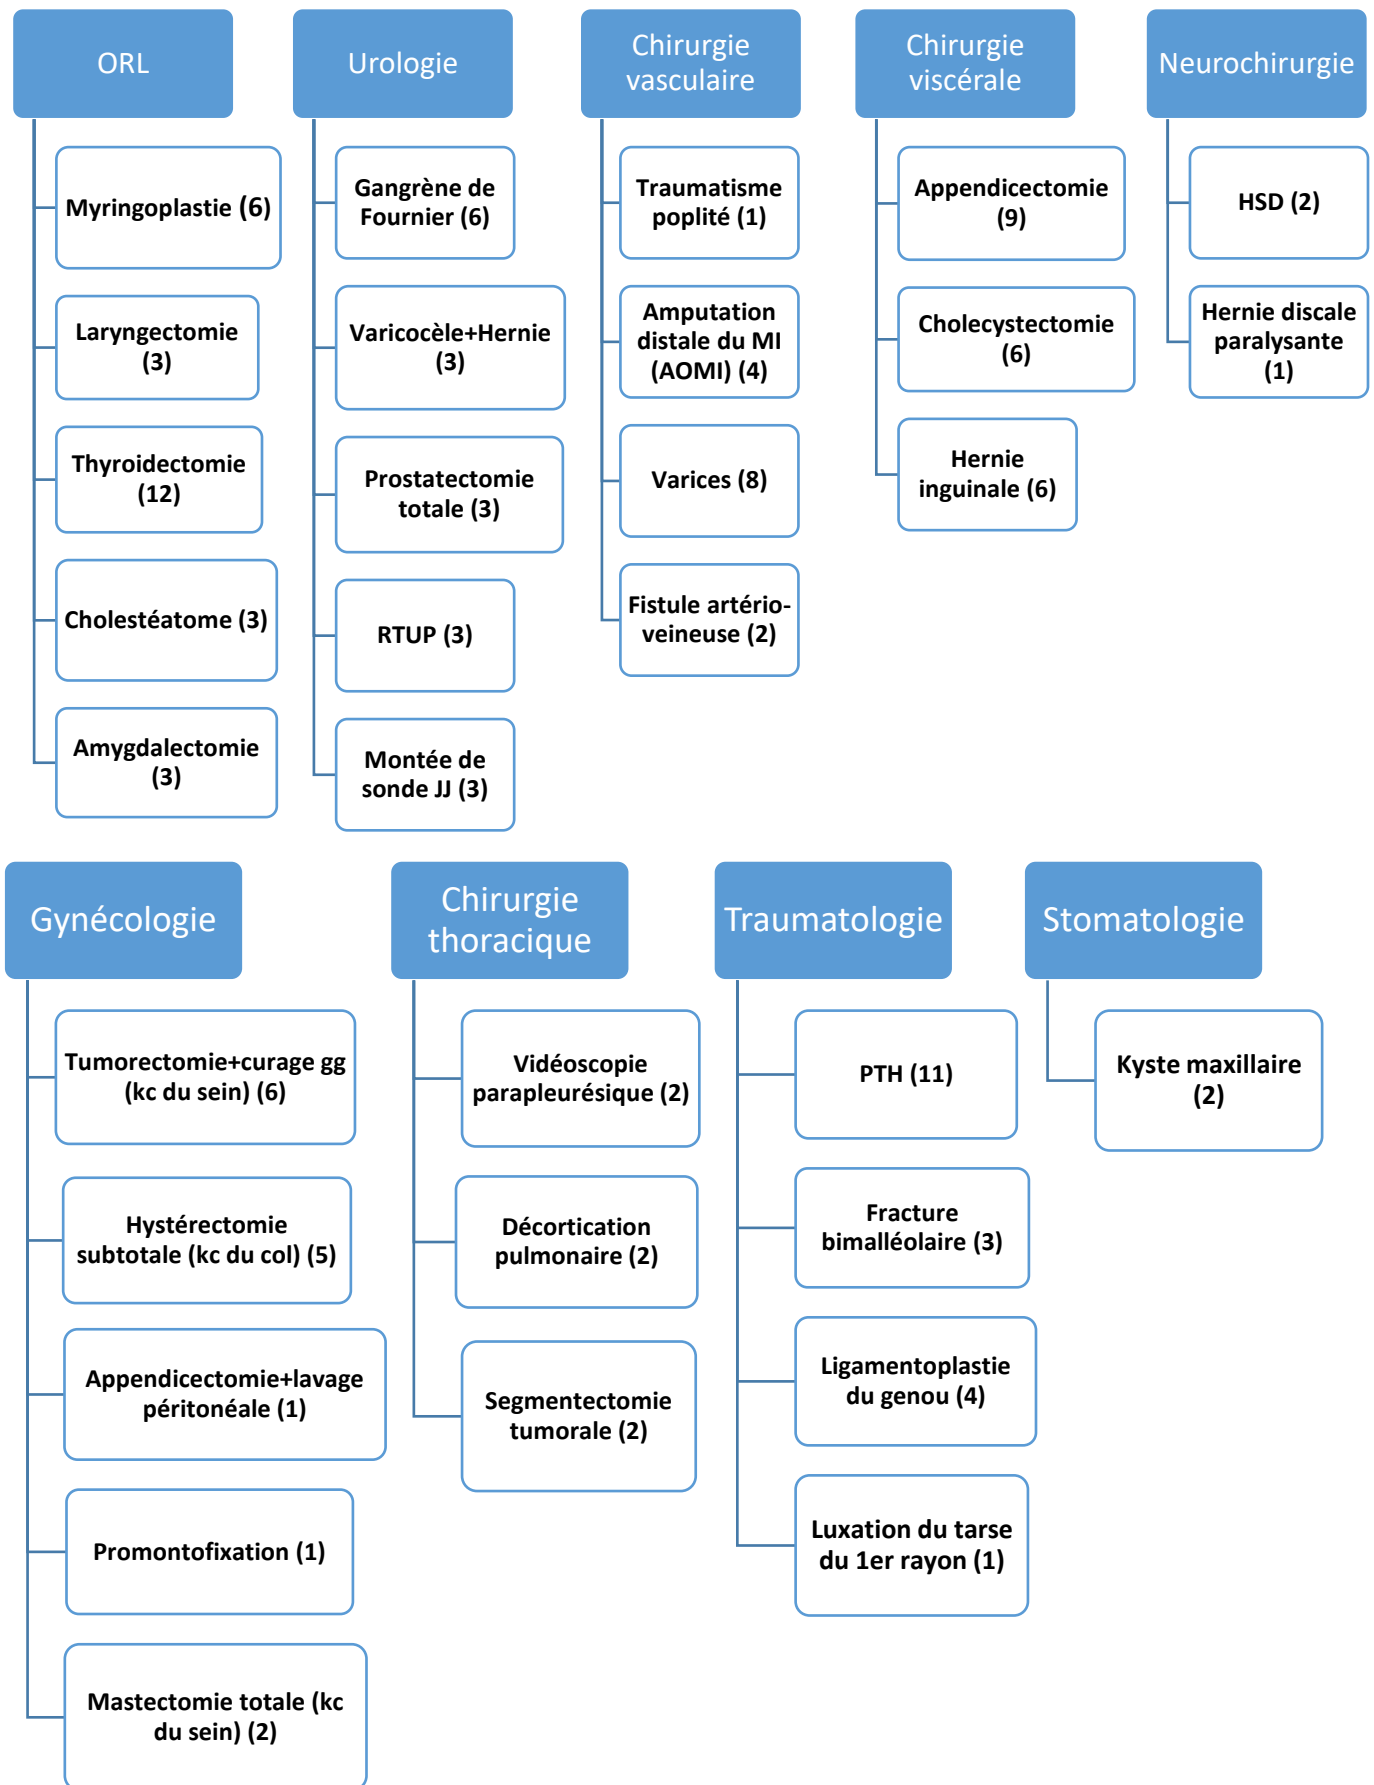 ORL
Myringoplastie (6)
Laryngectomie
(3)
Thyroidectomie
(12)
Cholestéatome (3)
Amygdalectomie
(3)
Urologie
Gangrène de
Fournier (6)
Varicocèle+Hernie
(3)
Prostatectomie
totale (3)
RTUP (3)
Montée de
sonde JJ (3)
Chirurgie
vasculaire
Traumatisme
poplité (1)
Amputation
distale du MI
(AOMI) (4)
Varices (8)
Fistule artério-
veineuse (2)
Chirurgie
viscérale
Appendicectomie
(9)
Cholecystectomie
(6)
Hernie
inguinale (6)
Neurochirurgie
HSD (2)
Hernie discale
paralysante
(1)
Gynécologie
Tumorectomie+curage gg
(kc du sein) (6)
Hystérectomie
subtotale (kc du col) (5)
Appendicectomie+lavage
péritonéale (1)
Promontofixation (1)
Mastectomie totale (kc
du sein) (2)
Chirurgie
thoracique
Vidéoscopie
parapleurésique (2)
Décortication
pulmonaire (2)
Segmentectomie
tumorale (2)
Traumatologie
PTH (11)
Fracture
bimalléolaire (3)
Ligamentoplastie
du genou (4)
Luxation du tarse
du 1er rayon (1)
Stomatologie
Kyste maxillaire
(2)